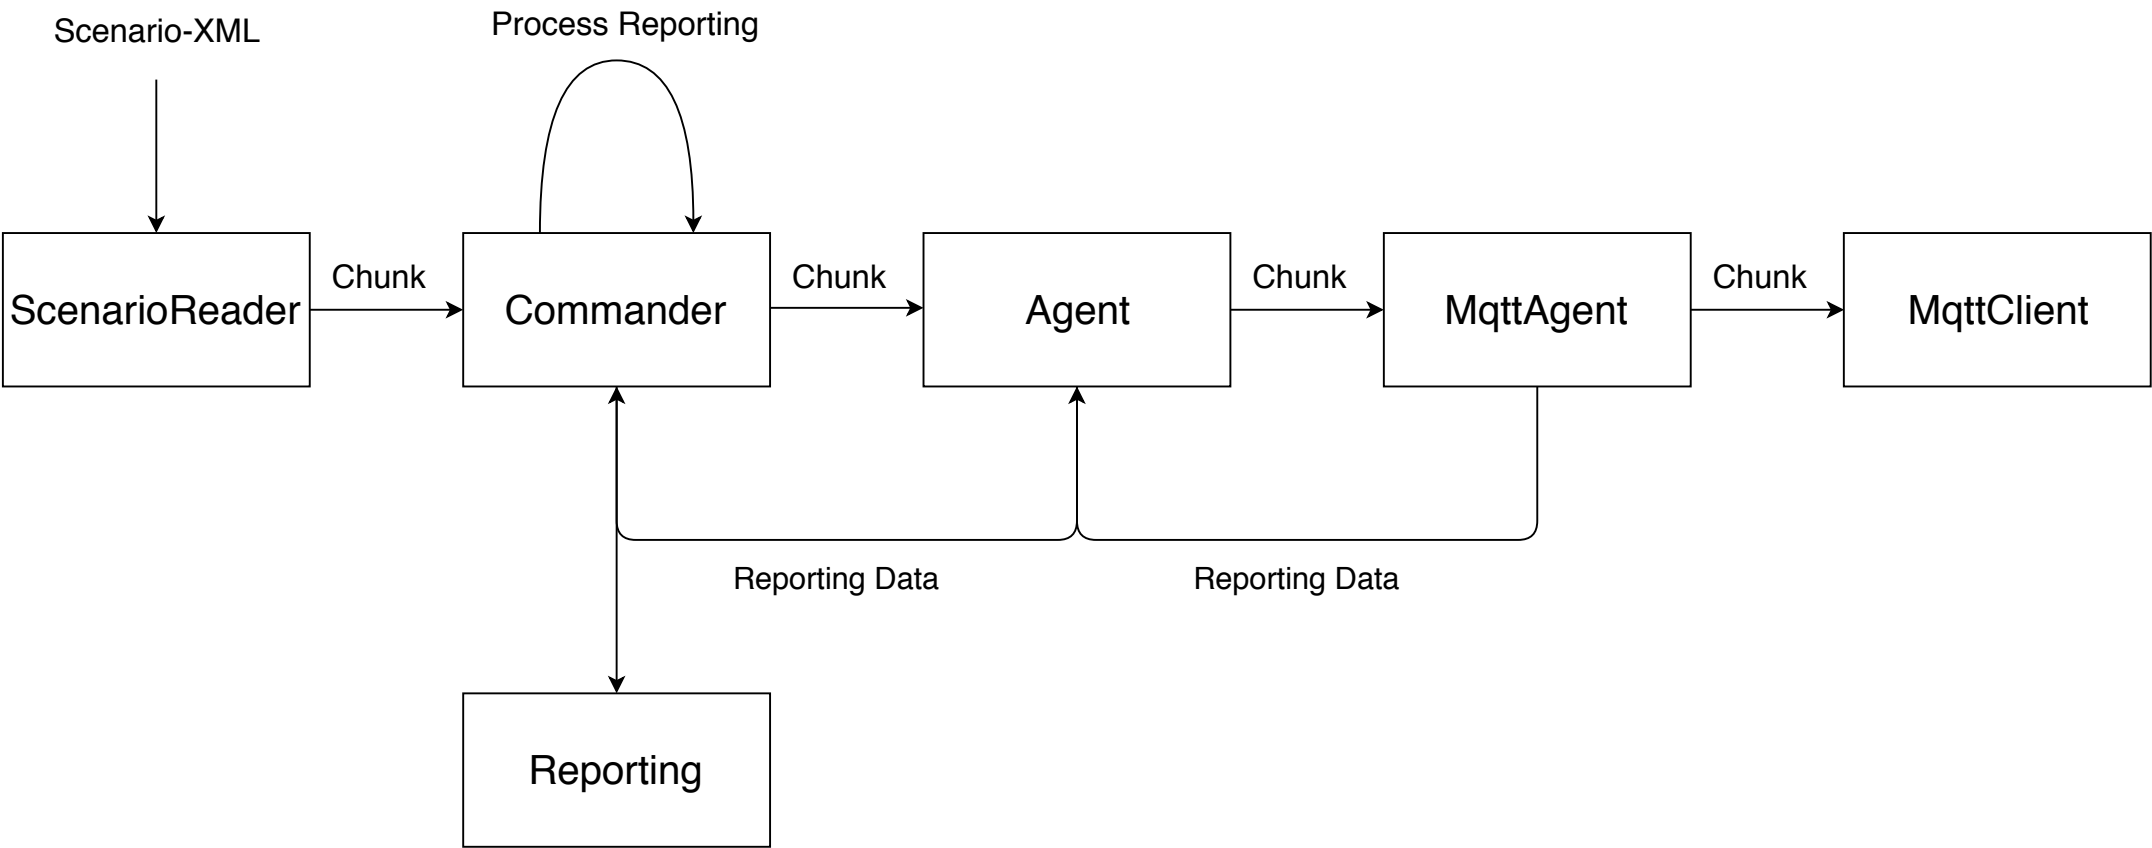 Scenario-XML
Process Reporting
ScenarioReader
Chunk
Commander
Chunk
Agent
Chunk
MqttAgent
Chunk
MqttClient
Reporting Data
Reporting Data
Reporting